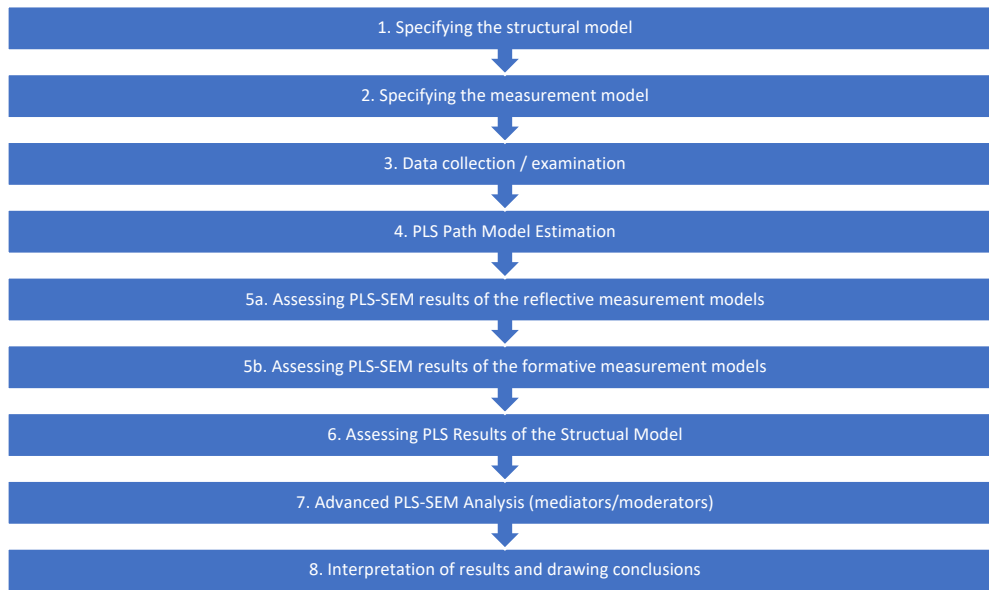 1. Specifying the structural model
2. Specifying the measurement model
3. Data collection / examination
4. PLS Path Model Estimation
5a. Assessing PLS-SEM results of the reflective measurement models
5b. Assessing PLS-SEM results of the formative measurement models
6. Assessing PLS Results of the Structual Model
7. Advanced PLS-SEM Analysis (mediators/moderators)
8. Interpretation of results and drawing conclusions